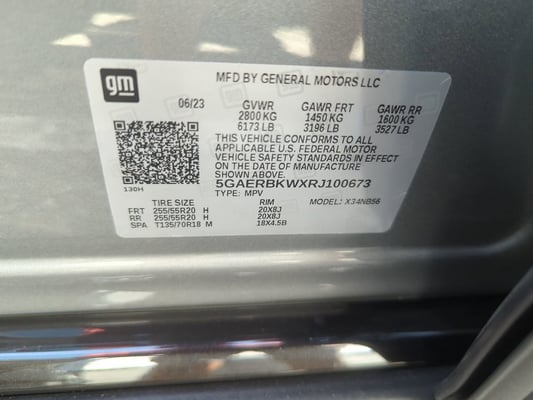 gm
MFD BY GENERAL MOTORS LLC
06/23 GVWR GAWR FRT GAWR RR
2800 KG 1450 KG 1600 KG
6173 LB 3196 LB 3527 LB
THIS VEHICLE CONFORMS TO ALL
APPLICABLE U.S. FEDERAL MOTOR
VEHICLE SAFETY STANDARDS IN EFFECT
ON THE DATE OF MANUFACTURE
SHOWN ABOVE.
130H
5GAERBKWXRJ100673
TYPE: MPV MODEL: X34NB56
TIRE SIZE RIM
FRT 255/55R20 H 20X8J
RR 255/55R20 H 20X8J
SPA T135/70R18 M 18X4.5B